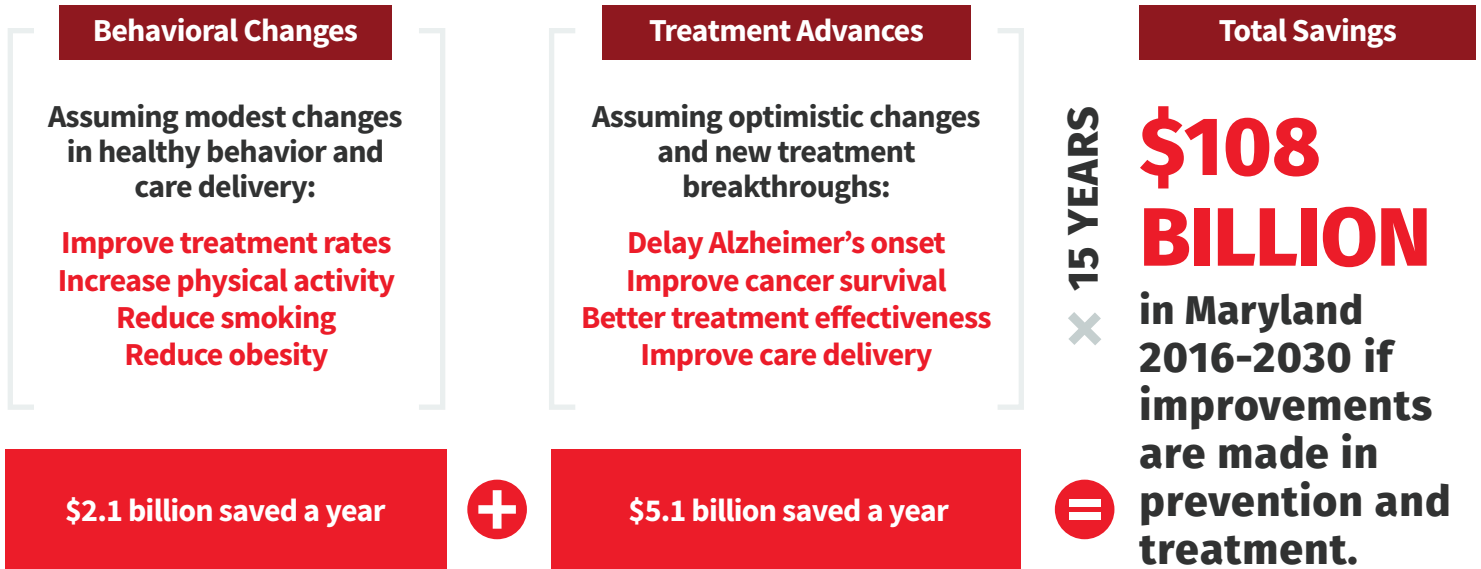 Behavioral Changes
Assuming modest changes
in healthy behavior and
care delivery:
Improve treatment rates
Increase physical activity
Reduce smoking
Reduce obesity
$2.1 billion saved a year
+
Treatment Advances
Assuming optimistic changes
and new treatment
breakthroughs:
Delay Alzheimer’s onset
Improve cancer survival
Better treatment effectiveness
Improve care delivery
$5.1 billion saved a year
× 15 YEARS
=
Total Savings
$108
BILLION
in Maryland
2016-2030 if
improvements
are made in
prevention and
treatment.